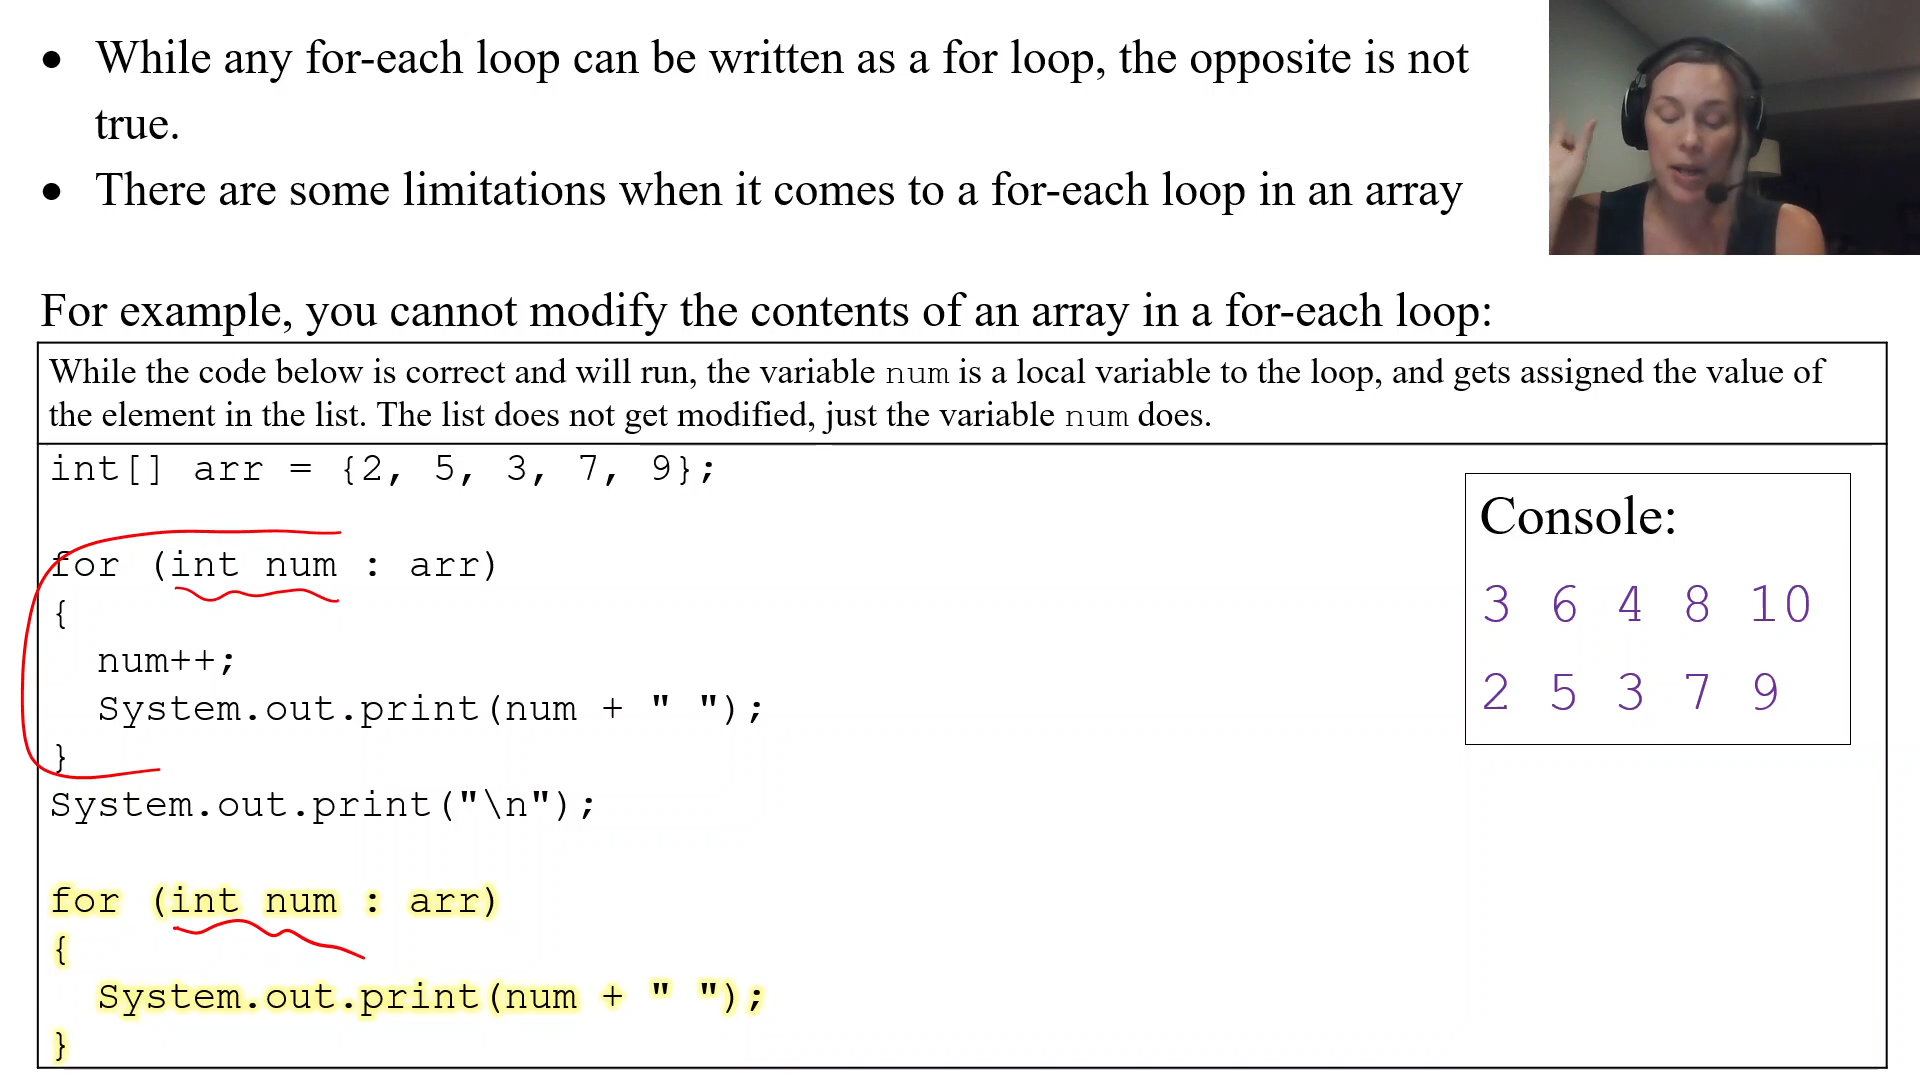 • While any for-each loop can be written as a for loop, the opposite is not
true.
• There are some limitations when it comes to a for-each loop in an array
For example, you cannot modify the contents of an array in a for-each loop:
While the code below is correct and will run, the variable num is a local variable to the loop, and gets assigned the value of
the element in the list. The list does not get modified, just the variable num does.
int[] arr = {2, 5, 3, 7, 9};
for (int num : arr)
{
  num++;
  System.out.print(num + " ");
}
System.out.print("\n");
for (int num : arr)
{
  System.out.print(num + " ");
}
Console:
3 6 4 8 10
2 5 3 7 9